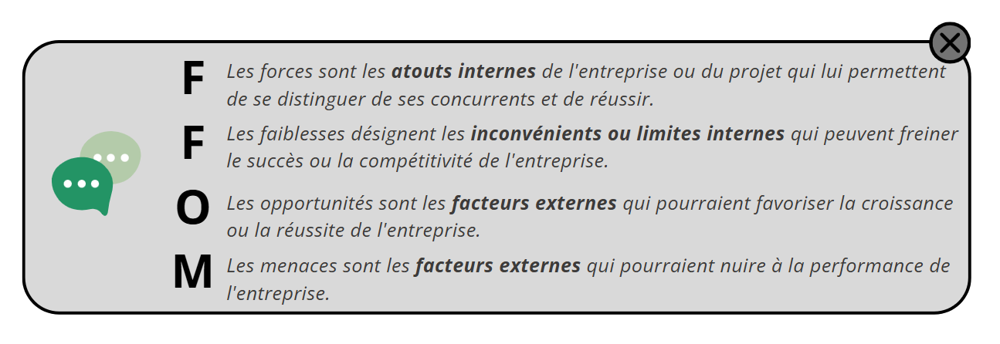 F Les forces sont les atouts internes de l'entreprise ou du projet qui lui permettent
de se distinguer de ses concurrents et de réussir.
F Les faiblesses désignent les inconvénients ou limites internes qui peuvent freiner
le succès ou la compétitivité de l'entreprise.
O Les opportunités sont les facteurs externes qui pourraient favoriser la croissance
ou la réussite de l'entreprise.
M Les menaces sont les facteurs externes qui pourraient nuire à la performance de
l'entreprise.